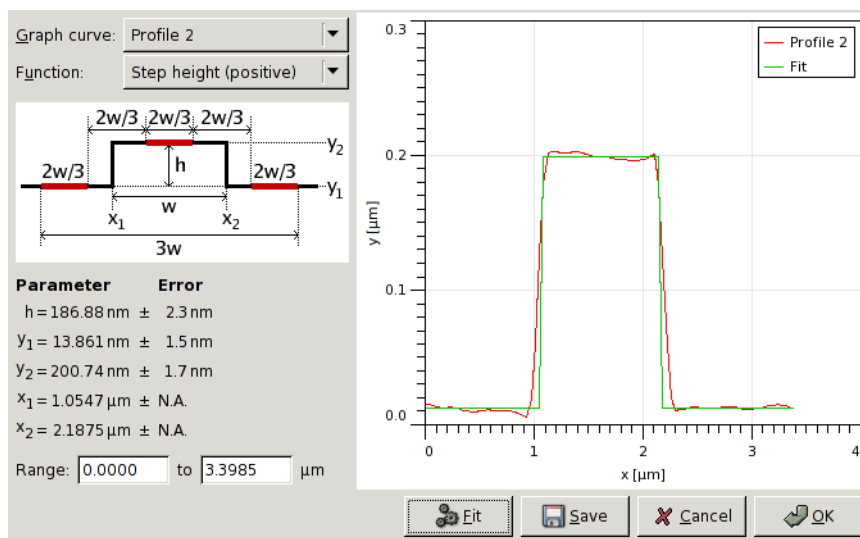 Graph curve: Profile 2
Function: Step height (positive)
2w/3 2w/3 2w/3
y2
h
2w/3 2w/3
y1
w
x1 x2
3w
Parameter Error
h = 186.88 nm ± 2.3 nm
y1 = 13.861 nm ± 1.5 nm
y2 = 200.74 nm ± 1.7 nm
x1 = 1.0547 µm ± N.A.
x2 = 2.1875 µm ± N.A.
Range: 0.0000 to 3.3985 µm
0.3
Profile 2
Fit
0.2
y [µm]
0.1
0.0
0 1 2 3 4
x [µm]
Fit Save Cancel OK